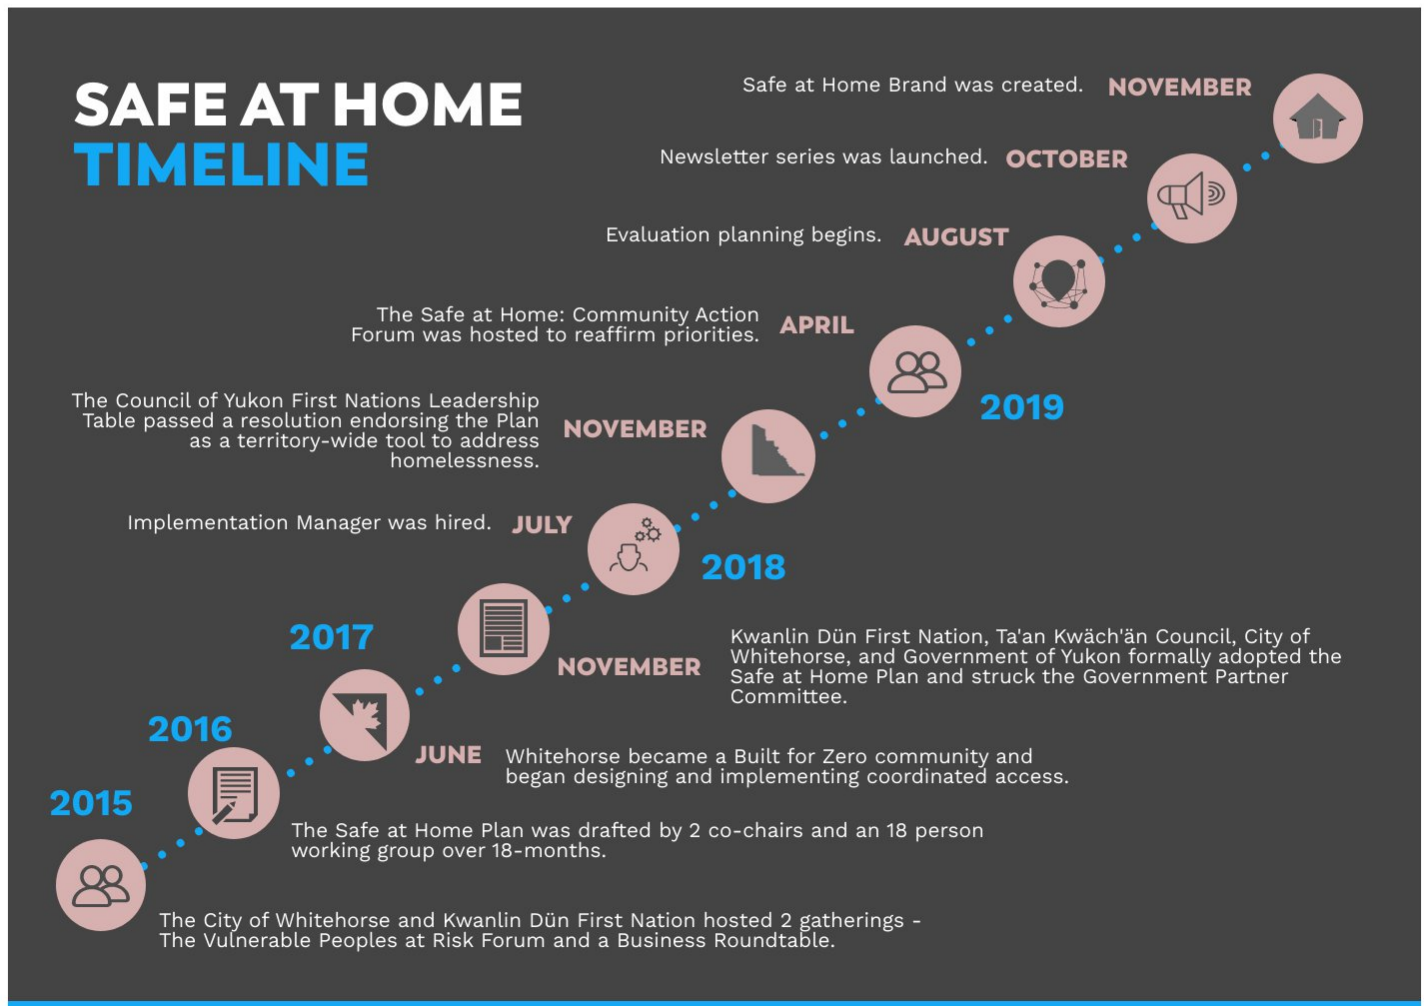 SAFE AT HOME
TIMELINE
Safe at Home Brand was created. NOVEMBER
Newsletter series was launched. OCTOBER
Evaluation planning begins. AUGUST
The Safe at Home: Community Action
Forum was hosted to reaffirm priorities.
APRIL
2019
The Council of Yukon First Nations Leadership
Table passed a resolution endorsing the Plan
as a territory-wide tool to address
homelessness.
NOVEMBER
Implementation Manager was hired. JULY
2018
2017
NOVEMBER
Kwanlin Dün First Nation, Ta'an Kwäch'än Council, City of
Whitehorse, and Government of Yukon formally adopted the
Safe at Home Plan and struck the Government Partner
Committee.
JUNE
Whitehorse became a Built for Zero community and
began designing and implementing coordinated access.
2016
The Safe at Home Plan was drafted by 2 co-chairs and an 18 person
working group over 18-months.
2015
The City of Whitehorse and Kwanlin Dün First Nation hosted 2 gatherings -
The Vulnerable Peoples at Risk Forum and a Business Roundtable.